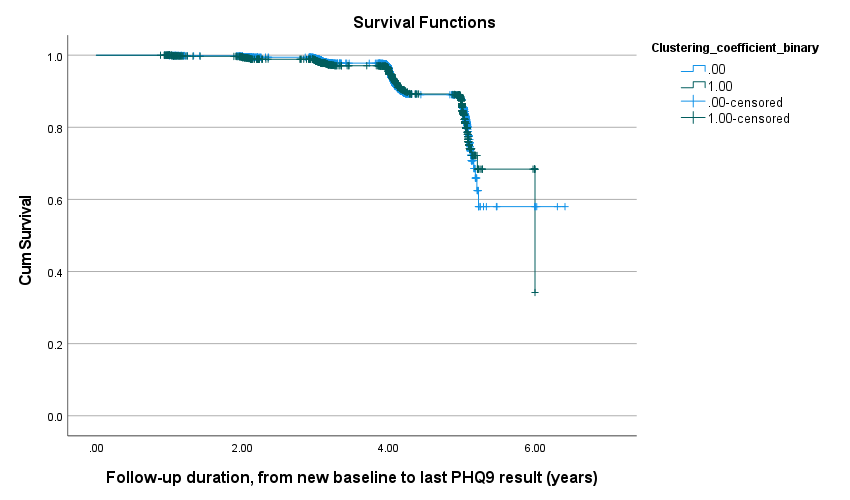 Survival Functions
Clustering_coefficient_binary
.00
1.00
.00-censored
1.00-censored
Cum Survival
1.0
0.8
0.6
0.4
0.2
0.0
.00 2.00 4.00 6.00
Follow-up duration, from new baseline to last PHQ9 result (years)